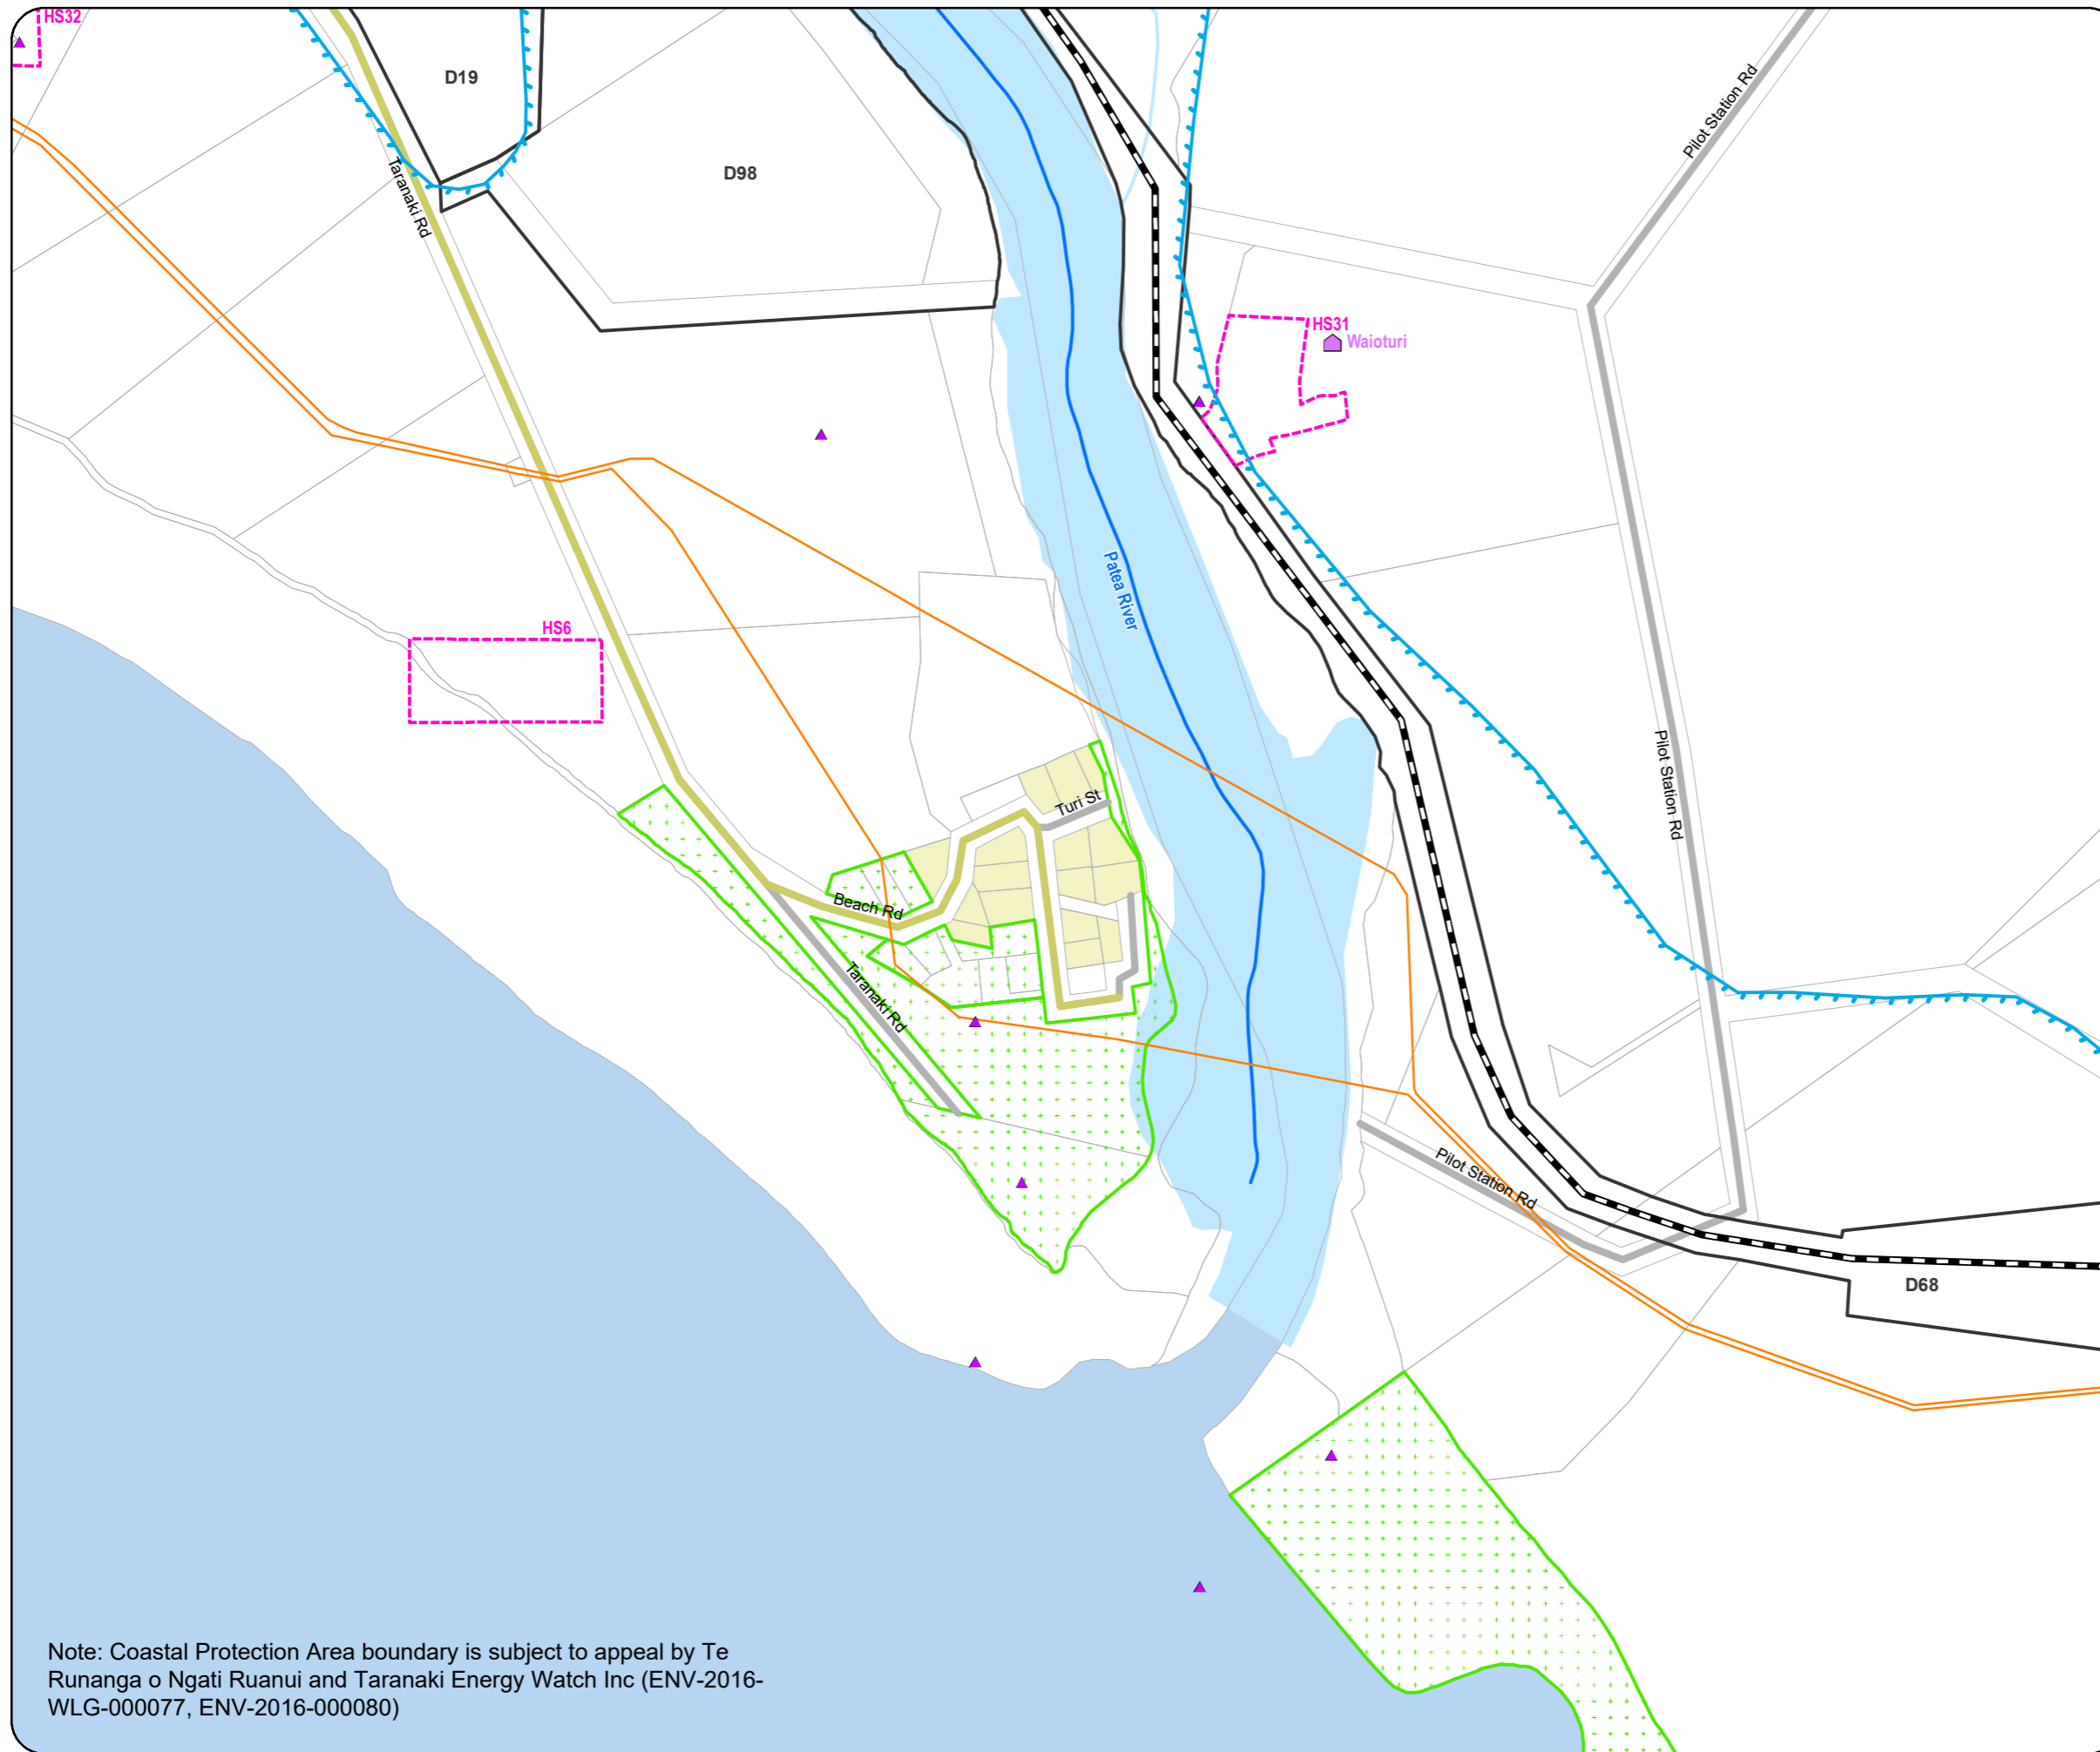 HS32
D19
Pilot Station Rd
D98
Taranaki Rd
HS31
Waioturi
Patea River
HS6
Pilot Station Rd
Turi St
Beach Rd
Taranaki Rd
Pilot Station Rd
D68
Note: Coastal Protection Area boundary is subject to appeal by Te
Runanga o Ngati Ruanui and Taranaki Energy Watch Inc (ENV-2016-
WLG-000077, ENV-2016-000080)